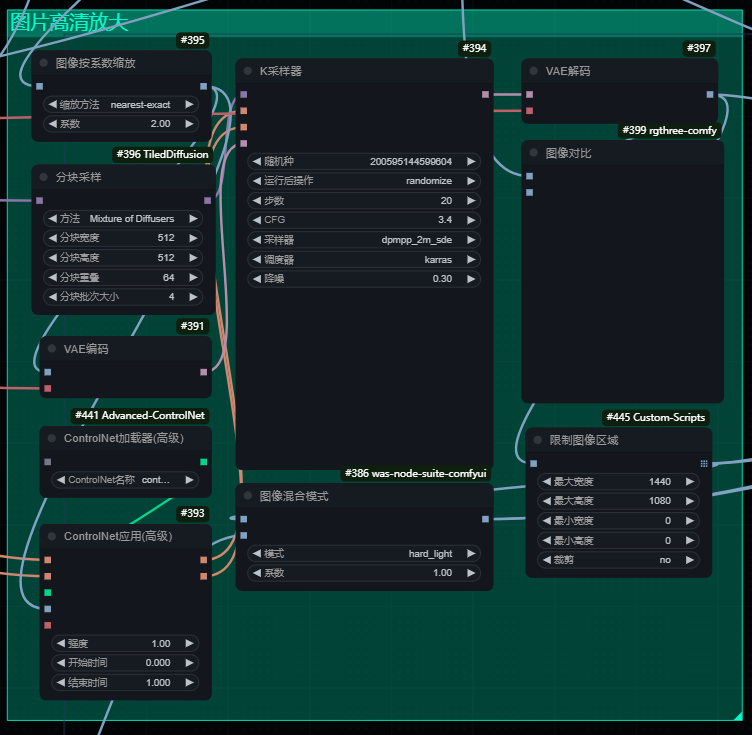 图片高清放大
#395
图像按系数缩放
缩放方法 nearest-exact
系数 2.00
#396 TiledDiffusion
分块采样
方法 Mixture of Diffusers
分块宽度 512
分块高度 512
分块重叠 64
分块批次大小 4
#391
VAE编码
#441 Advanced-ControlNet
ControlNet加载器(高级)
ControlNet名称 cont...
#393
ControlNet应用(高级)
强度 1.00
开始时间 0.000
结束时间 1.000
#394
K采样器
随机种 200595144599604
运行后操作 randomize
步数 20
CFG 3.4
采样器 dpmpp_2m_sde
调度器 karras
降噪 0.30
#386 was-node-suite-comfyui
图像混合模式
模式 hard_light
系数 1.00
#397
VAE解码
#399 rgthree-comfy
图像对比
#445 Custom-Scripts
限制图像区域
最大宽度 1440
最大高度 1080
最小宽度 0
最小高度 0
裁剪 no